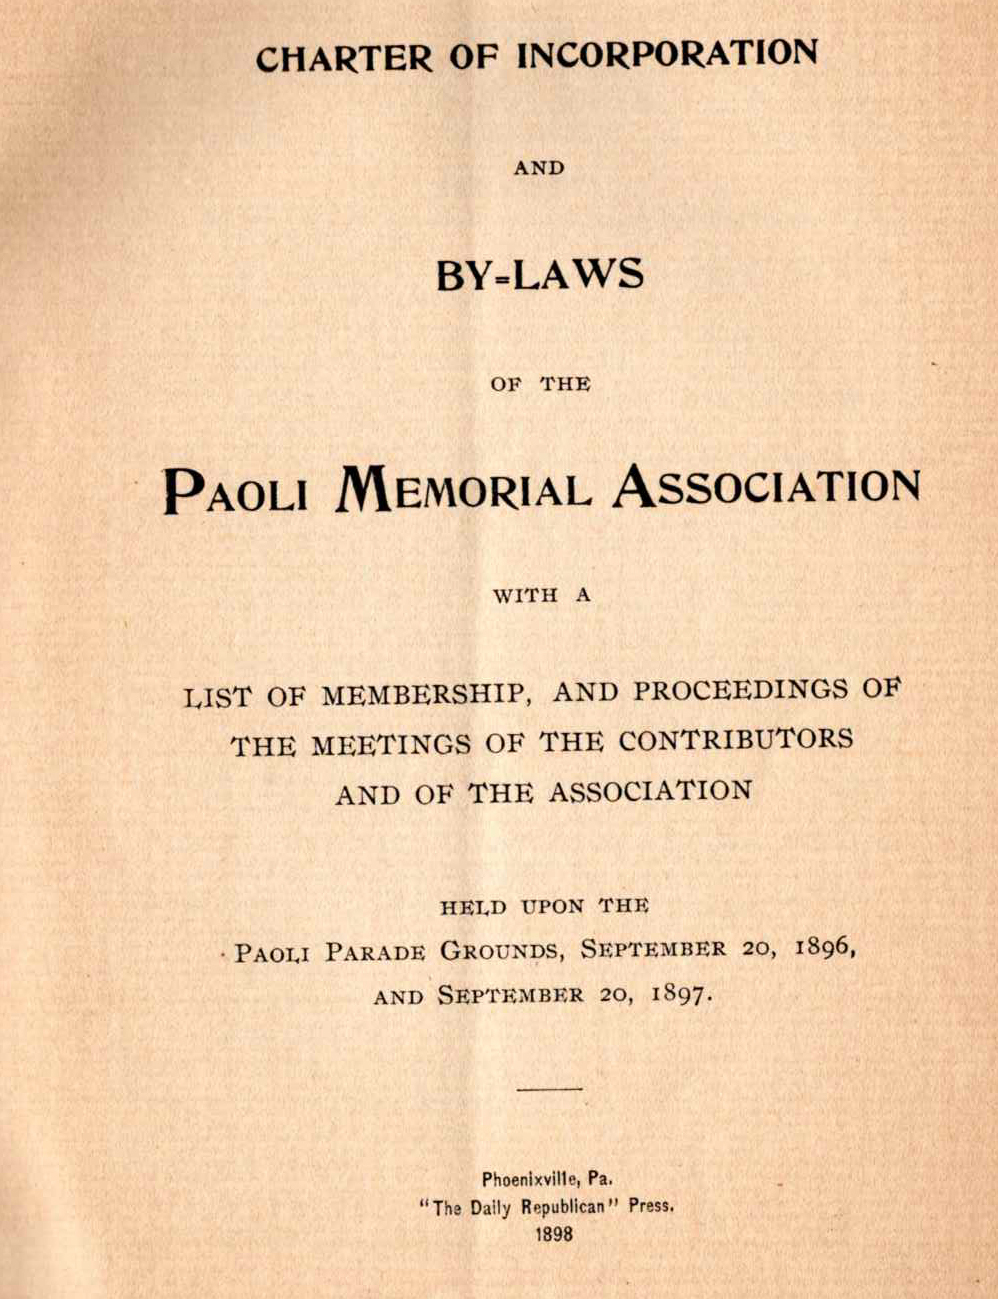 CHARTER OF INCORPORATION
AND
BY-LAWS
OF THE
PAOLI MEMORIAL ASSOCIATION
WITH A
LIST OF MEMBERSHIP, AND PROCEEDINGS OF
THE MEETINGS OF THE CONTRIBUTORS
AND OF THE ASSOCIATION
HELD UPON THE
PAOLI PARADE GROUNDS, SEPTEMBER 20, 1896,
AND SEPTEMBER 20, 1897.
Phoenixville, Pa.
"The Daily Republican" Press.
1898